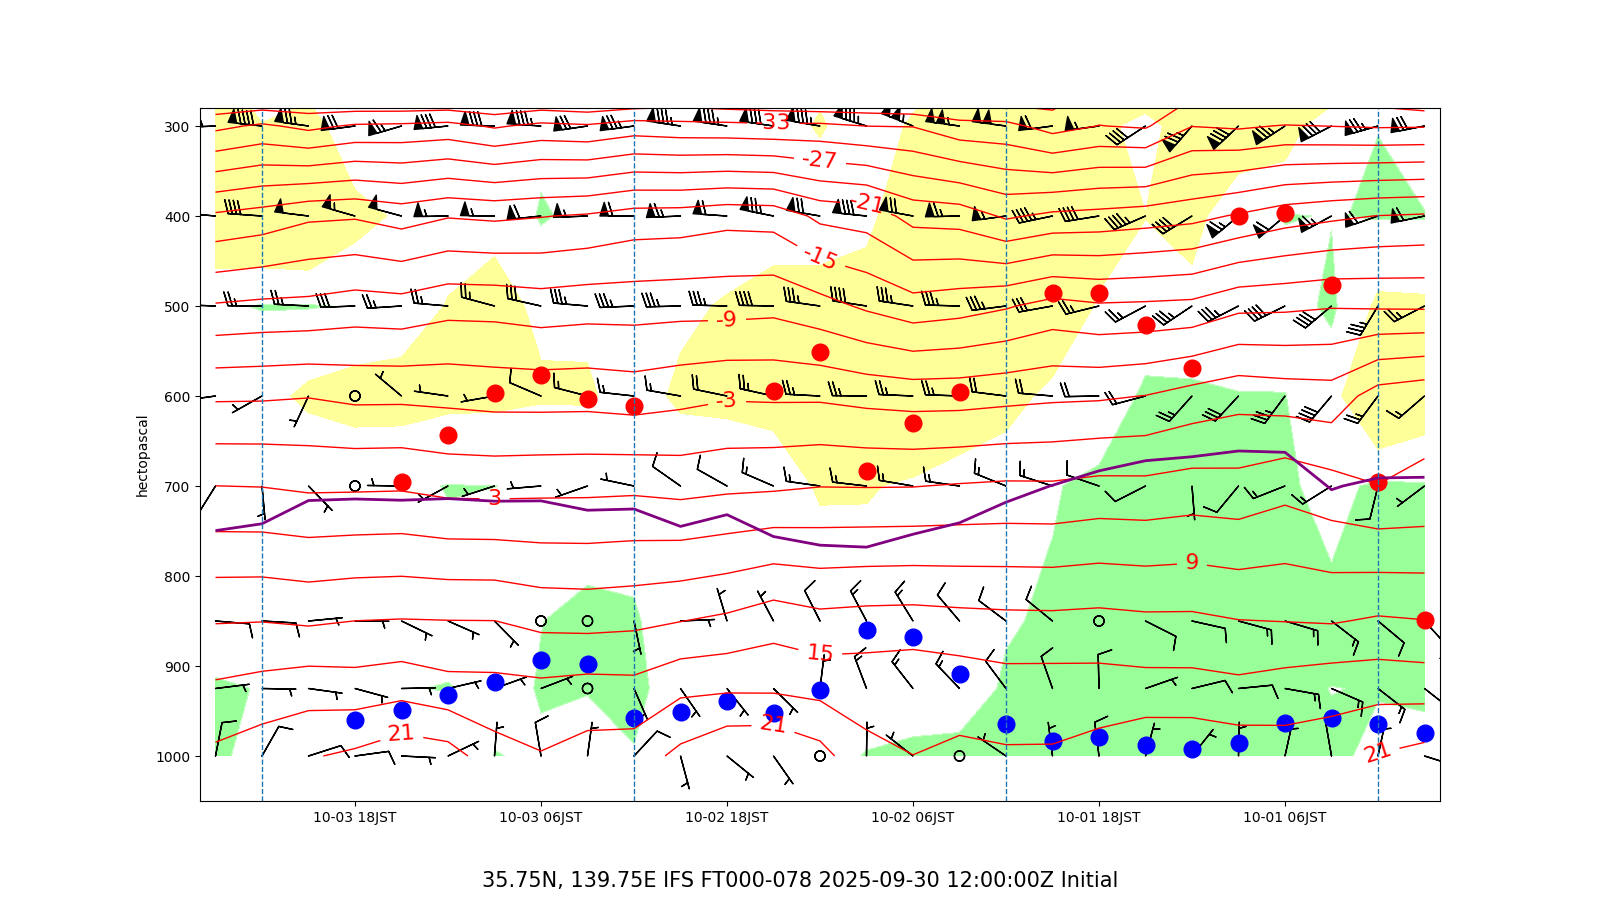 300
400
500
600
700
800
900
1000
hectopascal
33
-27
-21
-15
-9
-3
3
9
15
21
21
21
10-03 18JST
10-03 06JST
10-02 18JST
10-02 06JST
10-01 18JST
10-01 06JST
35.75N, 139.75E IFS FT000-078 2025-09-30 12:00:00Z Initial